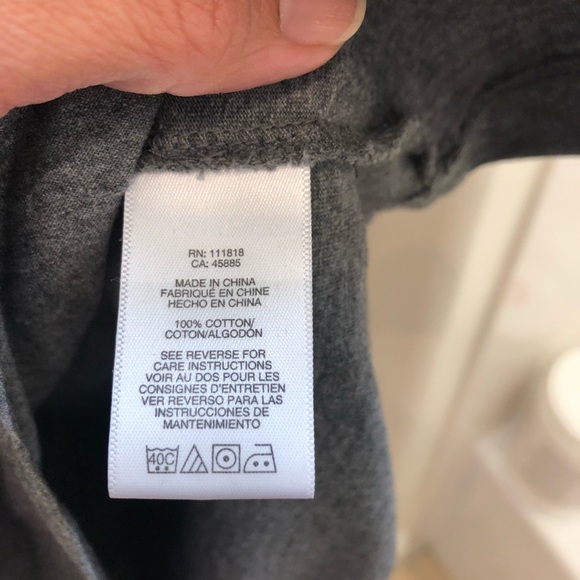 RN: 111818
CA: 45885
MADE IN CHINA
FABRIQUÉ EN CHINE
HECHO EN CHINA
100% COTTON/
COTON/ALGODÓN
SEE REVERSE FOR
CARE INSTRUCTIONS
VOIR AU DOS POUR LES
CONSIGNES D'ENTRETIEN
VER REVERSO PARA LAS
INSTRUCCIONES DE
MANTENIMIENTO
40C